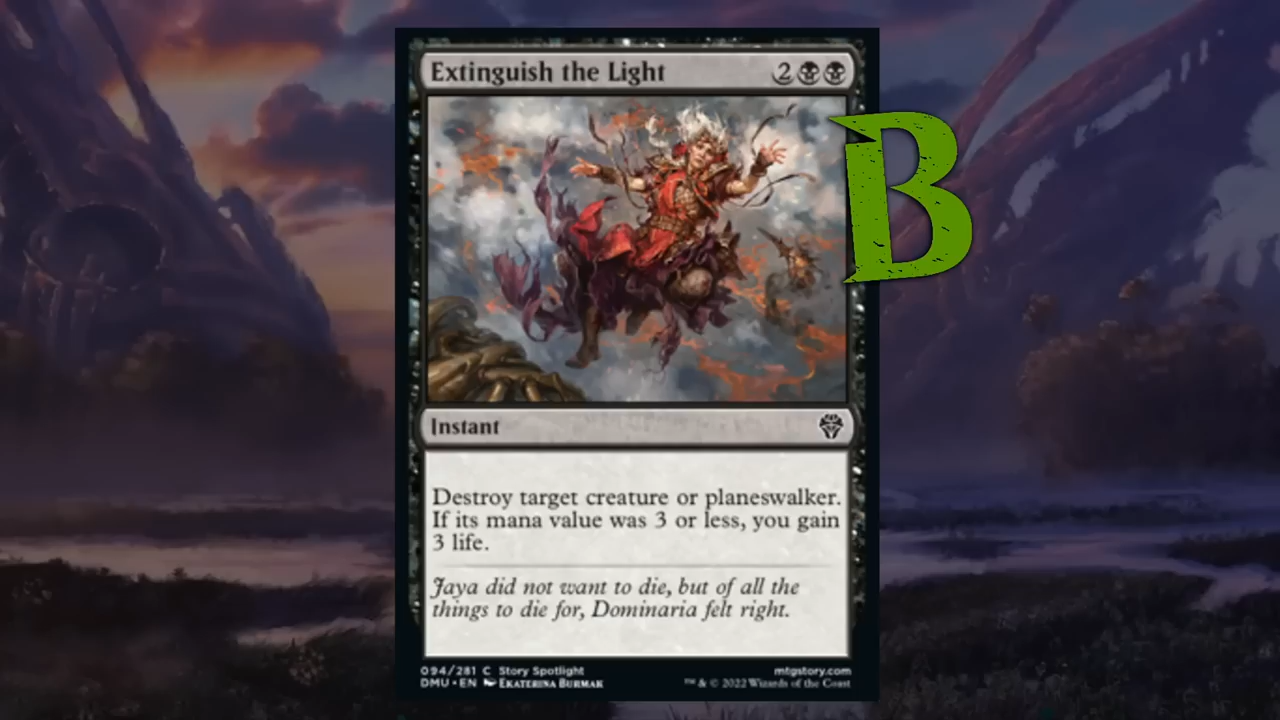 Extinguish the Light 2
B
Instant
Destroy target creature or planeswalker.
If its mana value was 3 or less, you gain
3 life.
Jaya did not want to die, but of all the
things to die for, Dominaria felt right.
094/281 C Story Spotlight
DMU • EN EKATERINA BURMAK
mtgstory.com
™ & © 2022 Wizards of the Coast